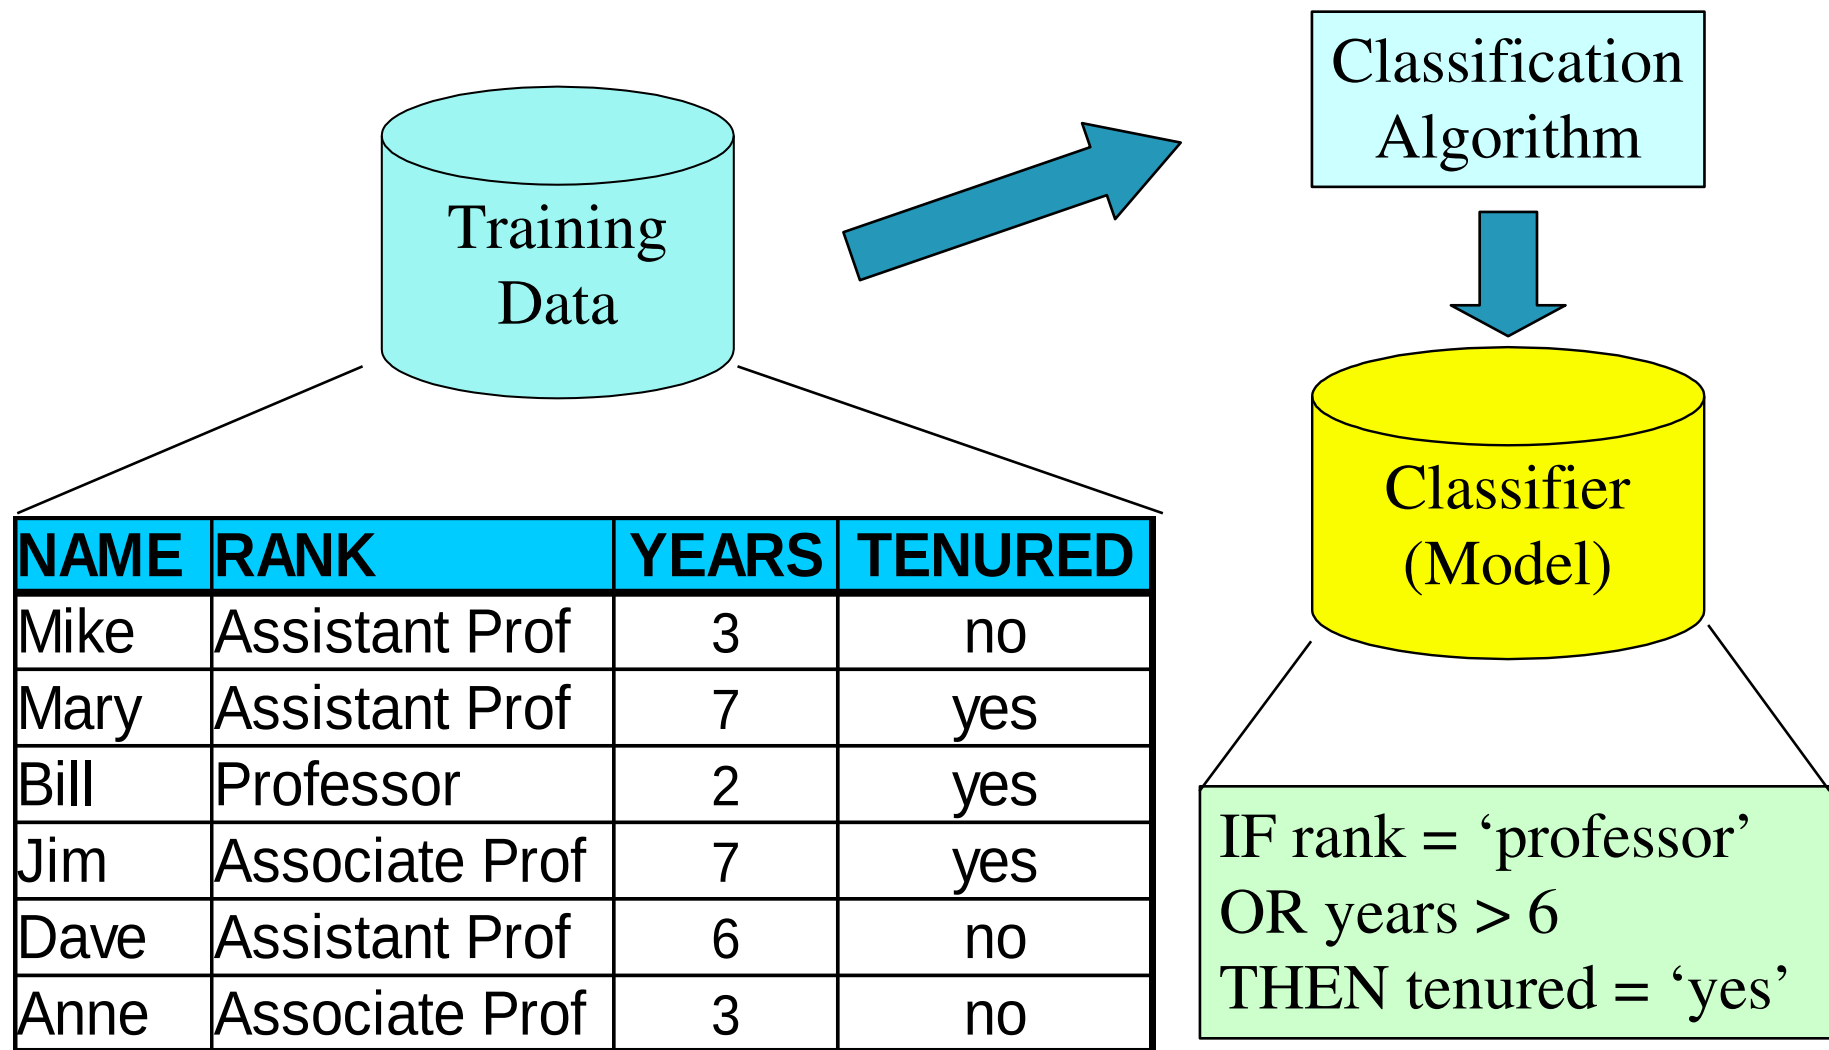 Classification
Algorithm
Training
Data
Classifier
(Model)
NAME RANK YEARS TENURED
Mike Assistant Prof 3 no
Mary Assistant Prof 7 yes
Bill Professor 2 yes
Jim Associate Prof 7 yes
Dave Assistant Prof 6 no
Anne Associate Prof 3 no
IF rank = ‘professor’
OR years > 6
THEN tenured = ‘yes’